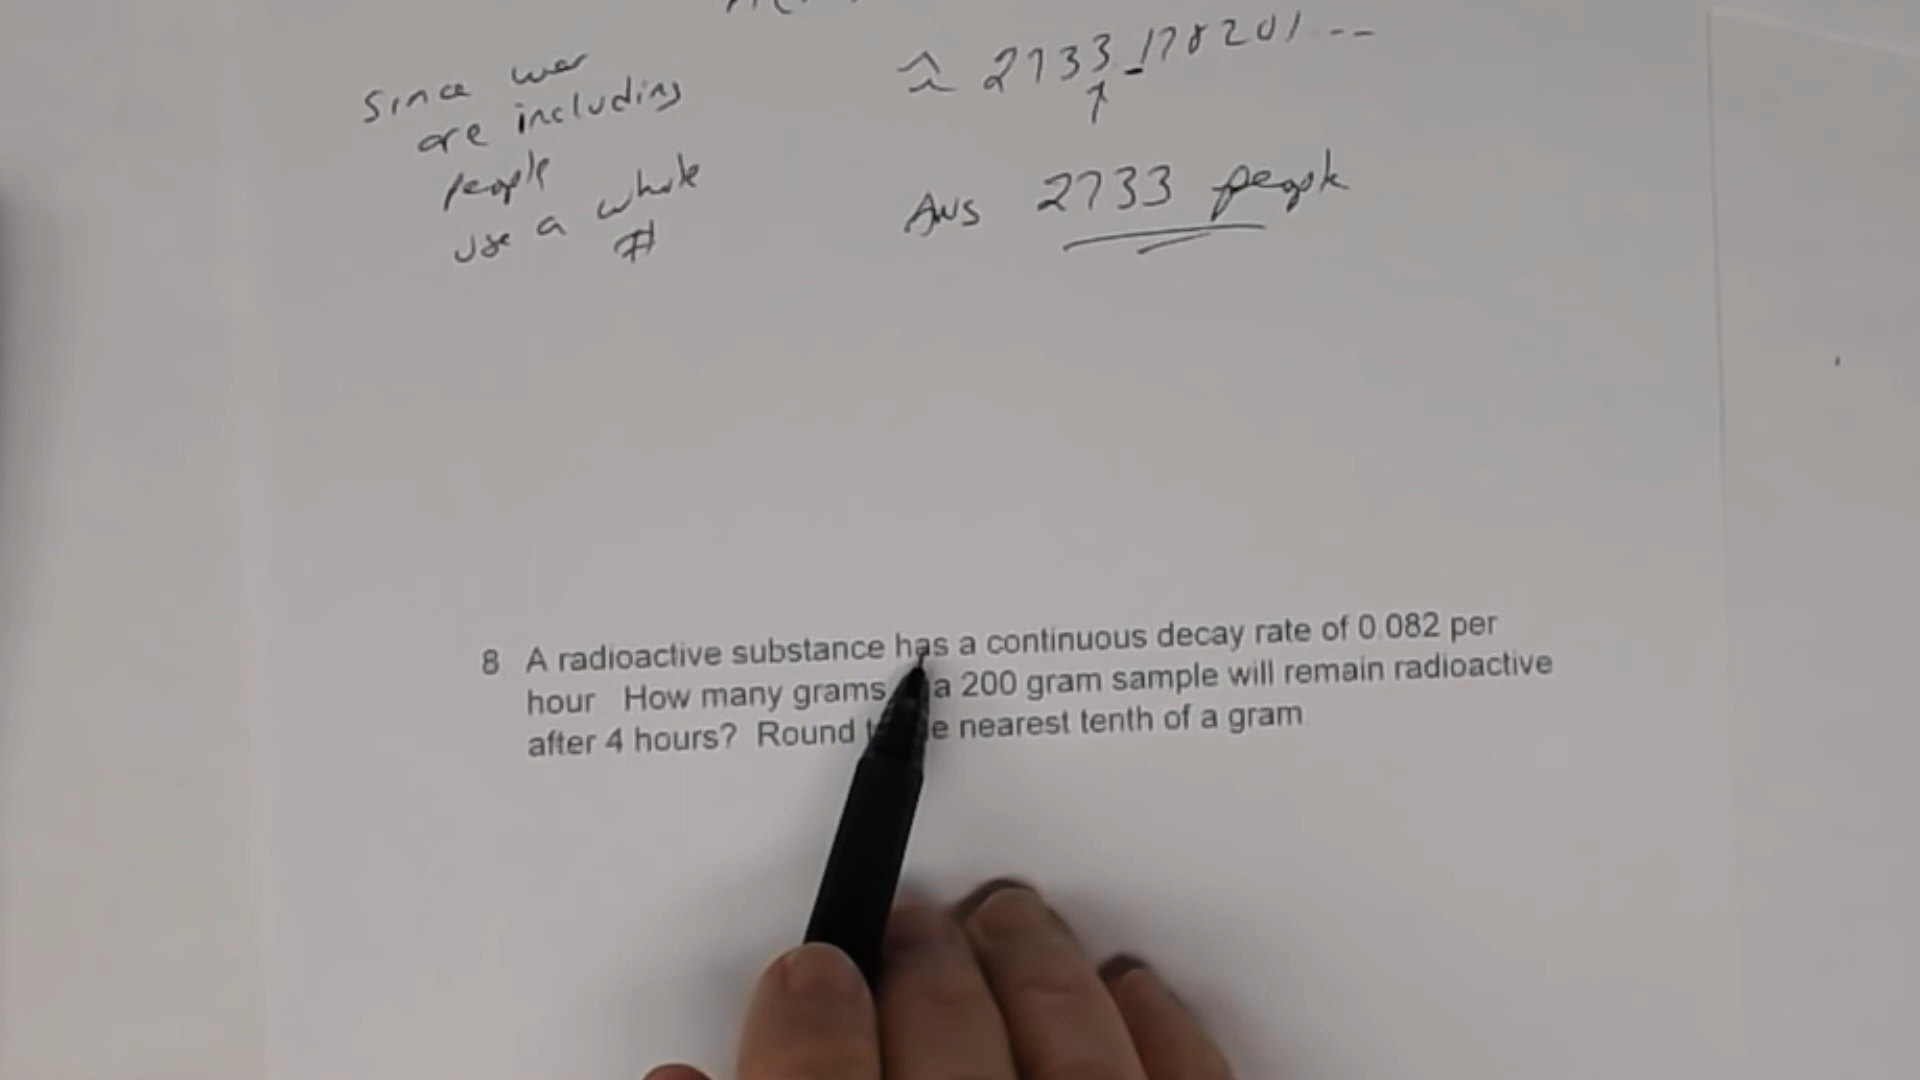 ≈ 2733.178201...
Since war
are including
people
use a whole
#
Ans 2733 people
8 A radioactive substance has a continuous decay rate of 0 082 per
hour How many grams a 200 gram sample will remain radioactive
after 4 hours? Round nearest tenth of a gram